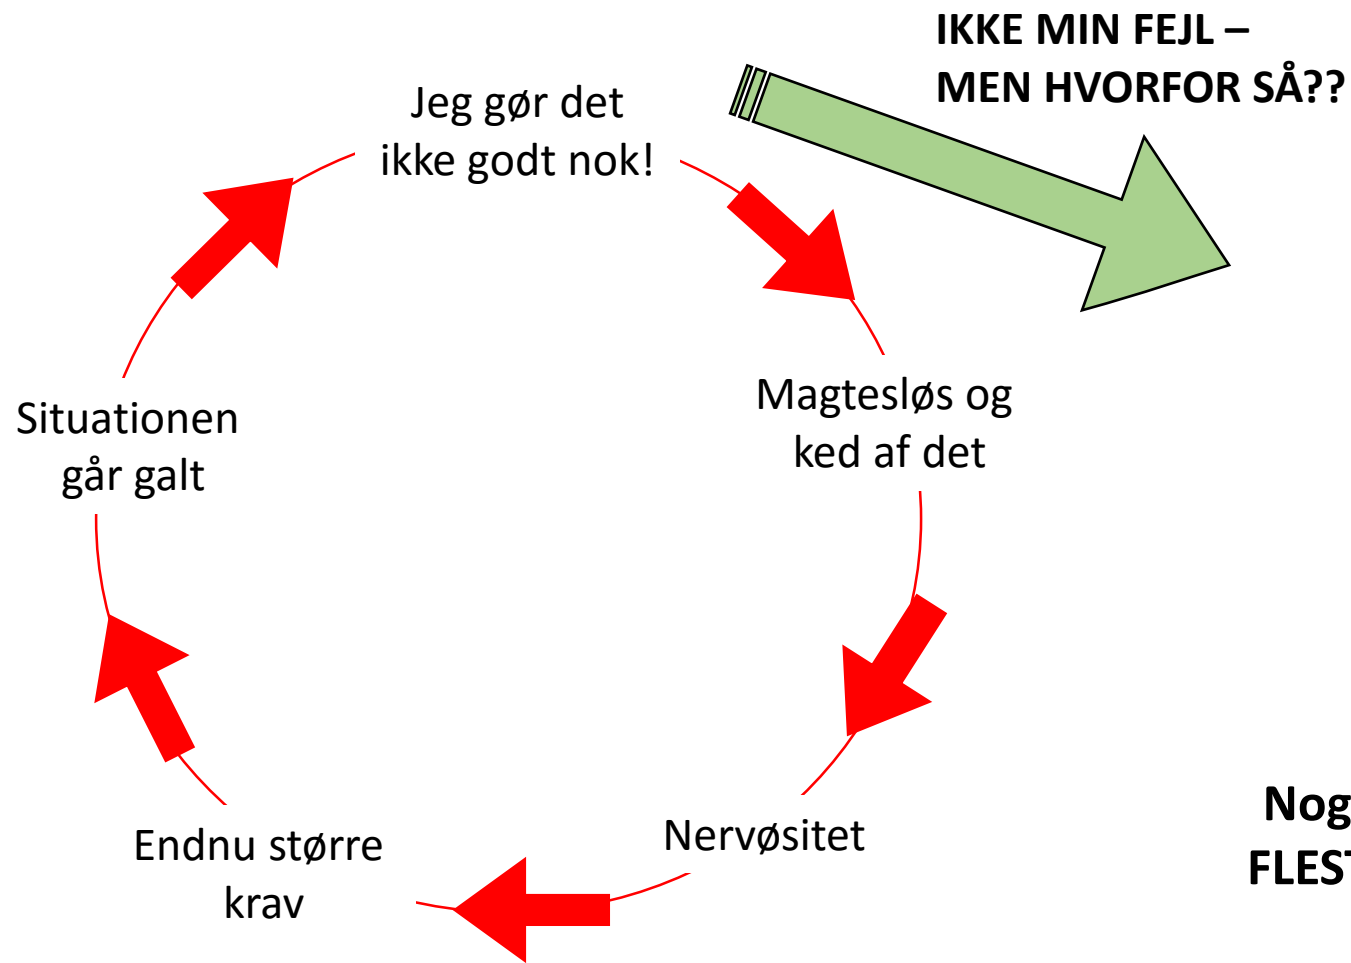 IKKE MIN FEJL –
MEN HVORFOR SÅ??
Jeg gør det
ikke godt nok!
Magtesløs og
ked af det
Situationen
går galt
Nervøsitet
Endnu større
krav